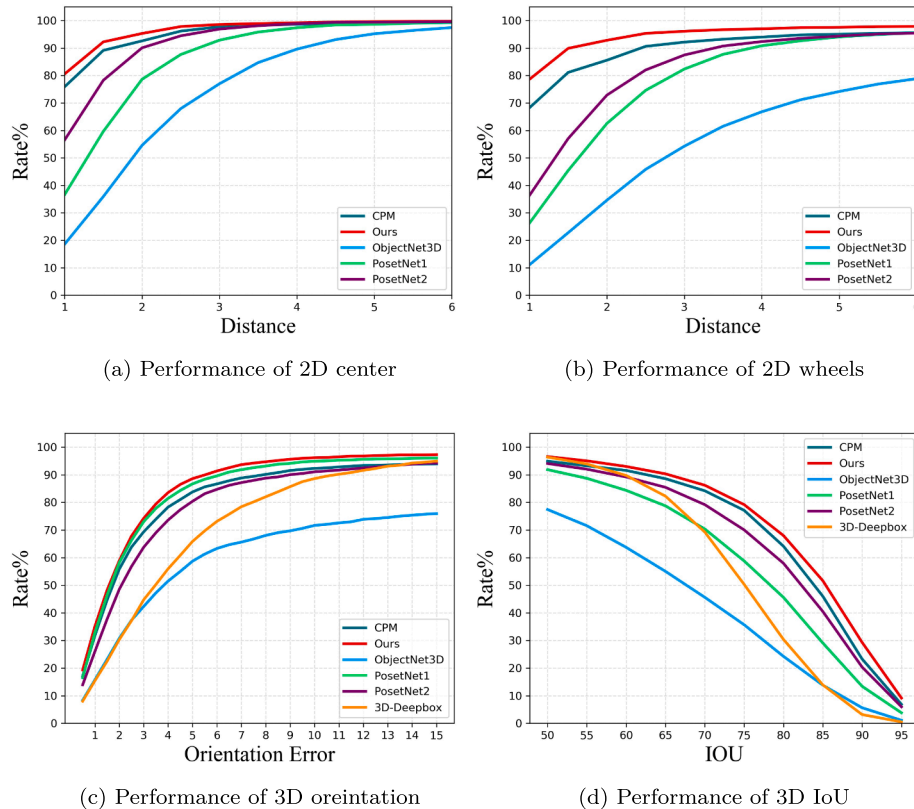 100
90
80
70
60
50
40
30
20
10
0
Rate%
CPM
Ours
ObjectNet3D
PosetNet1
PosetNet2
1 2 3 4 5 6
Distance
(a) Performance of 2D center
100
90
80
70
60
50
40
30
20
10
0
Rate%
CPM
Ours
ObjectNet3D
PosetNet1
PosetNet2
1 2 3 4 5
Distance
(b) Performance of 2D wheels
100
90
80
70
60
50
40
30
20
10
0
Rate%
CPM
Ours
ObjectNet3D
PosetNet1
PosetNet2
3D-Deepbox
1 2 3 4 5 6 7 8 9 10 11 12 13 14 15
Orientation Error
(c) Performance of 3D oreintation
100
90
80
70
60
50
40
30
20
10
0
Rate%
CPM
Ours
ObjectNet3D
PosetNet1
PosetNet2
3D-Deepbox
50 55 60 65 70 75 80 85 90 95
IOU
(d) Performance of 3D IoU